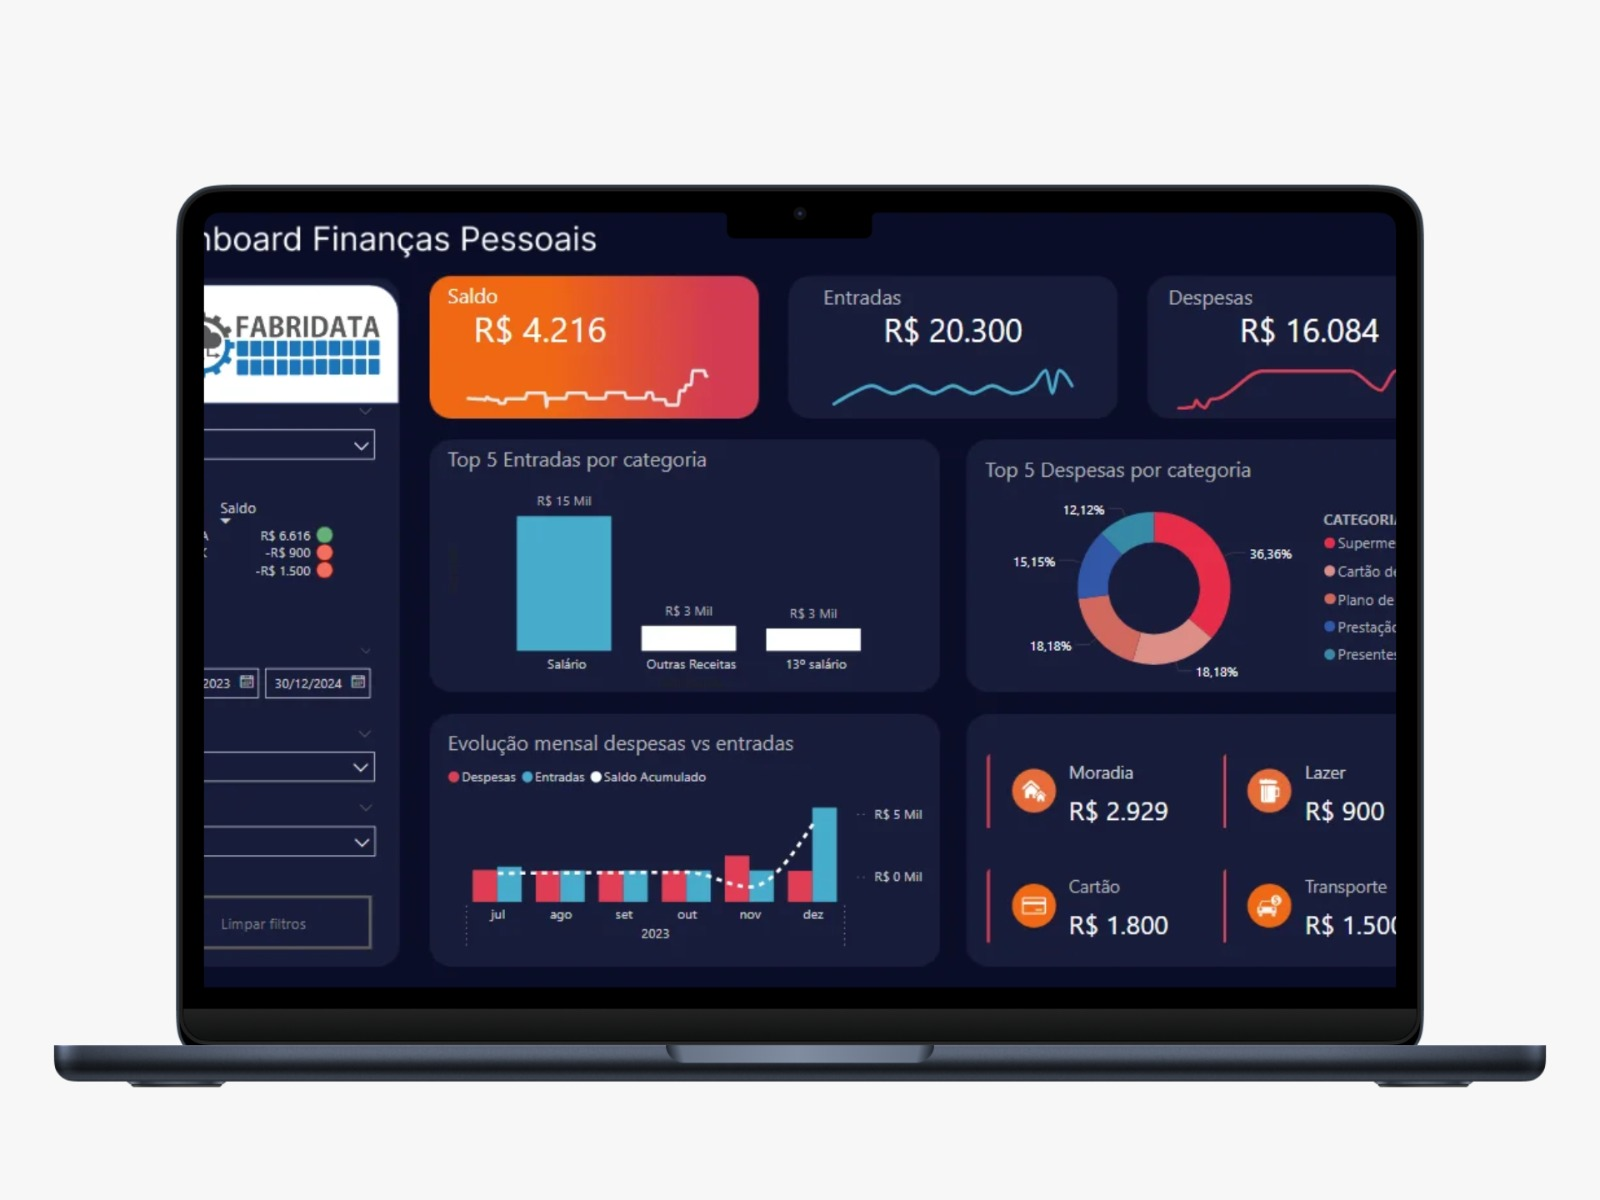 nboard Finanças Pessoais
FABRIDATA
Saldo
R$ 6.616
-R$ 900
-R$ 1.500
2023
30/12/2024
Limpar filtros
Saldo
R$ 4.216
Entradas
R$ 20.300
Despesas
R$ 16.084
Top 5 Entradas por categoria
R$ 15 Mil
R$ 3 Mil
R$ 3 Mil
Salário
Outras Receitas
13º salário
Top 5 Despesas por categoria
12,12%
36,36%
15,15%
18,18%
18,18%
CATEGORI
Superme
Cartão de
Plano de
Prestaçã
Presentes
Evolução mensal despesas vs entradas
Despesas Entradas Saldo Acumulado
R$ 5 Mil
R$ 0 Mil
jul ago set out nov dez
2023
Moradia
R$ 2.929
Lazer
R$ 900
Cartão
R$ 1.800
Transporte
R$ 1.500